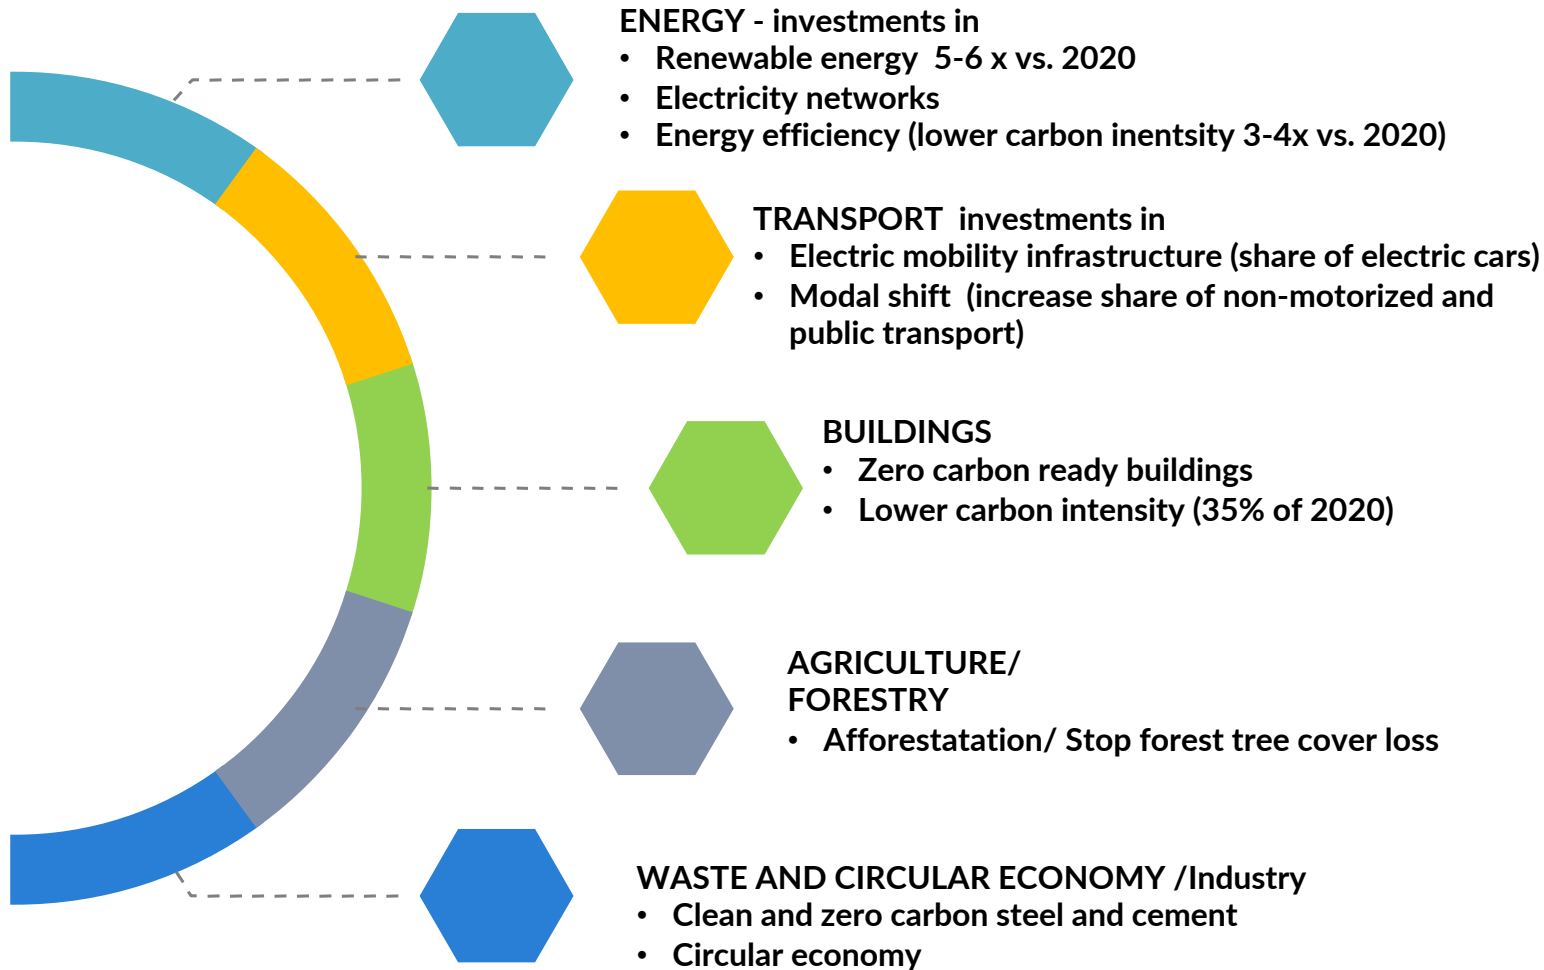 ENERGY - investments in
• Renewable energy  5-6 x vs. 2020
• Electricity networks
• Energy efficiency (lower carbon inentsity 3-4x vs. 2020)
TRANSPORT  investments in
• Electric mobility infrastructure (share of electric cars)
• Modal shift  (increase share of non-motorized and
public transport)
BUILDINGS
• Zero carbon ready buildings
• Lower carbon intensity (35% of 2020)
AGRICULTURE/
FORESTRY
• Afforestatation/ Stop forest tree cover loss
WASTE AND CIRCULAR ECONOMY /Industry
• Clean and zero carbon steel and cement
• Circular economy